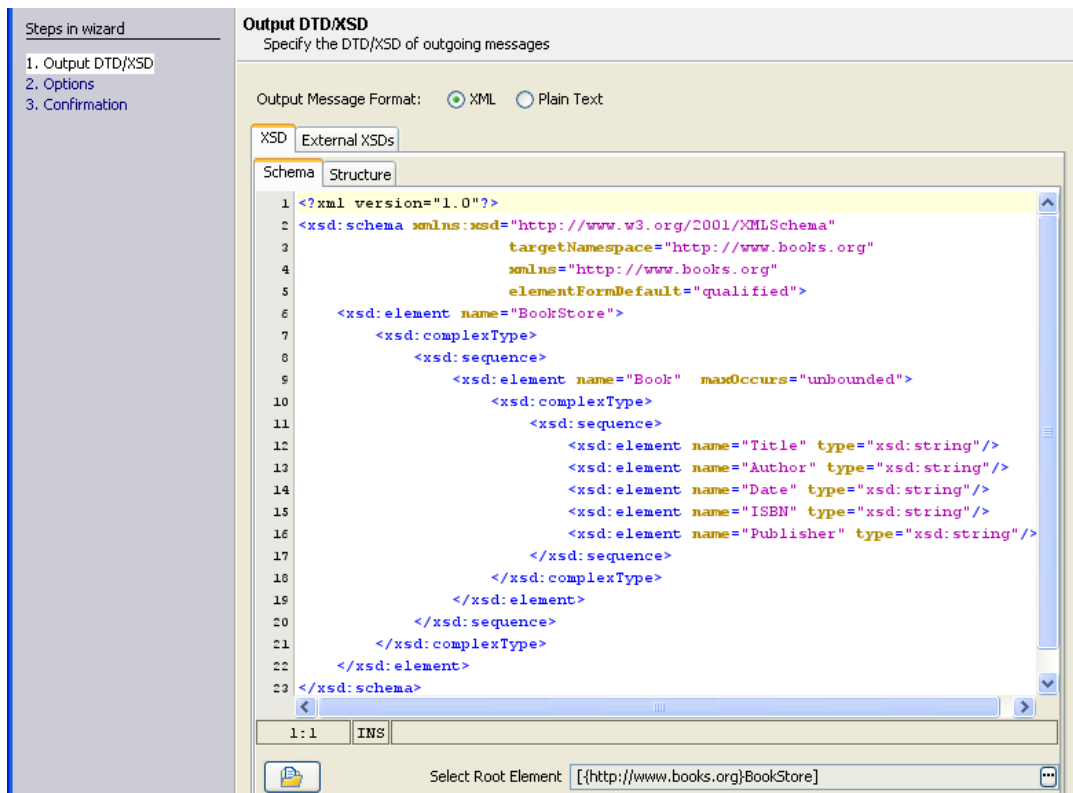 Steps in wizard
1. Output DTD/XSD
2. Options
3. Confirmation
Output DTD/XSD
Specify the DTD/XSD of outgoing messages
Output Message Format: XML Plain Text
XSD External XSDs
Schema Structure
1 <?xml version="1.0"?>
2 <xsd:schema xmlns:xsd="http://www.w3.org/2001/XMLSchema"
3 targetNamespace="http://www.books.org"
4 xmlns="http://www.books.org"
5 elementFormDefault="qualified">
6 <xsd:element name="BookStore">
7 <xsd:complexType>
8 <xsd:sequence>
9 <xsd:element name="Book" maxOccurs="unbounded">
10 <xsd:complexType>
11 <xsd:sequence>
12 <xsd:element name="Title" type="xsd:string"/>
13 <xsd:element name="Author" type="xsd:string"/>
14 <xsd:element name="Date" type="xsd:string"/>
15 <xsd:element name="ISBN" type="xsd:string"/>
16 <xsd:element name="Publisher" type="xsd:string"/>
17 </xsd:sequence>
18 </xsd:complexType>
19 </xsd:element>
20 </xsd:sequence>
21 </xsd:complexType>
22 </xsd:element>
23 </xsd:schema>
1:1 INS
Select Root Element [{http://www.books.org}BookStore]